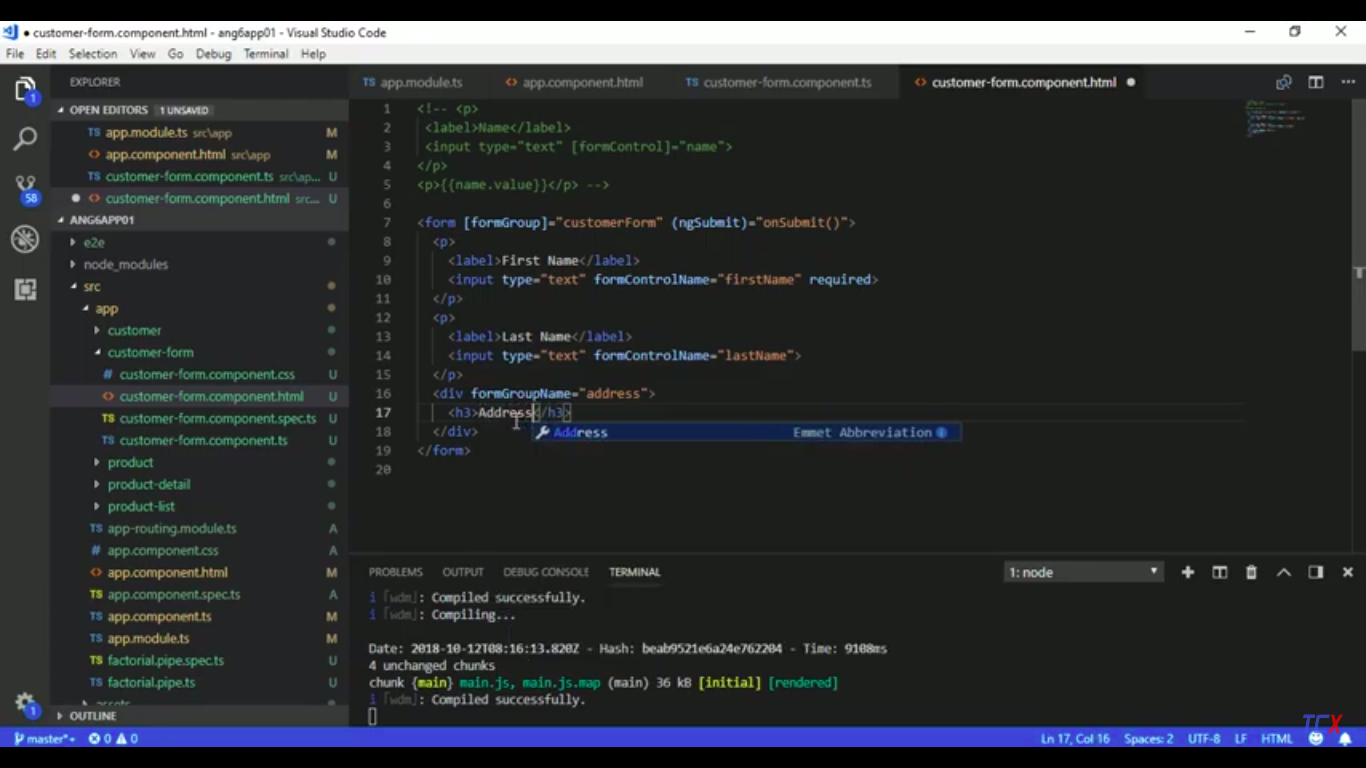 ● customer-form.component.html - ang6app01 - Visual Studio Code
File Edit Selection View Go Debug Terminal Help
EXPLORER
OPEN EDITORS 1 UNSAVED
TS app.module.ts src\app M
<> app.component.html src\app M
TS customer-form.component.ts src\ap... U
● <> customer-form.component.html src... U
ANG6APP01
e2e
node_modules
src
app
customer
customer-form
# customer-form.component.css U
<> customer-form.component.html U
TS customer-form.component.spec.ts U
TS customer-form.component.ts U
product
product-detail
product-list
TS app-routing.module.ts A
# app.component.css A
<> app.component.html M
TS app.component.spec.ts A
TS app.component.ts M
TS app.module.ts M
TS factorial.pipe.spec.ts U
TS factorial.pipe.ts U
assets
OUTLINE
1
58
1
TS app.module.ts <> app.component.html TS customer-form.component.ts <> customer-form.component.html ●
1 <!-- <p>
2 <label>Name</label>
3 <input type="text" [formControl]="name">
4 </p>
5 <p>{{name.value}}</p> -->
6
7 <form [formGroup]="customerForm" (ngSubmit)="onSubmit()">
8 <p>
9 <label>First Name</label>
10 <input type="text" formControlName="firstName" required>
11 </p>
12 <p>
13 <label>Last Name</label>
14 <input type="text" formControlName="lastName">
15 </p>
16 <div formGroupName="address">
17 <h3>Address</h3>
18 </div>
19 </form>
20
Address Emmet Abbreviation
PROBLEMS OUTPUT DEBUG CONSOLE TERMINAL 1: node
i 「wdm」: Compiled successfully.
i 「wdm」: Compiling...
Date: 2018-10-12T08:16:13.820Z - Hash: beab9521e6a24e762204 - Time: 9108ms
4 unchanged chunks
chunk {main} main.js, main.js.map (main) 36 kB [initial] [rendered]
i 「wdm」: Compiled successfully.
TCX
master*+ 0 0 Ln 17, Col 16 Spaces: 2 UTF-8 LF HTML